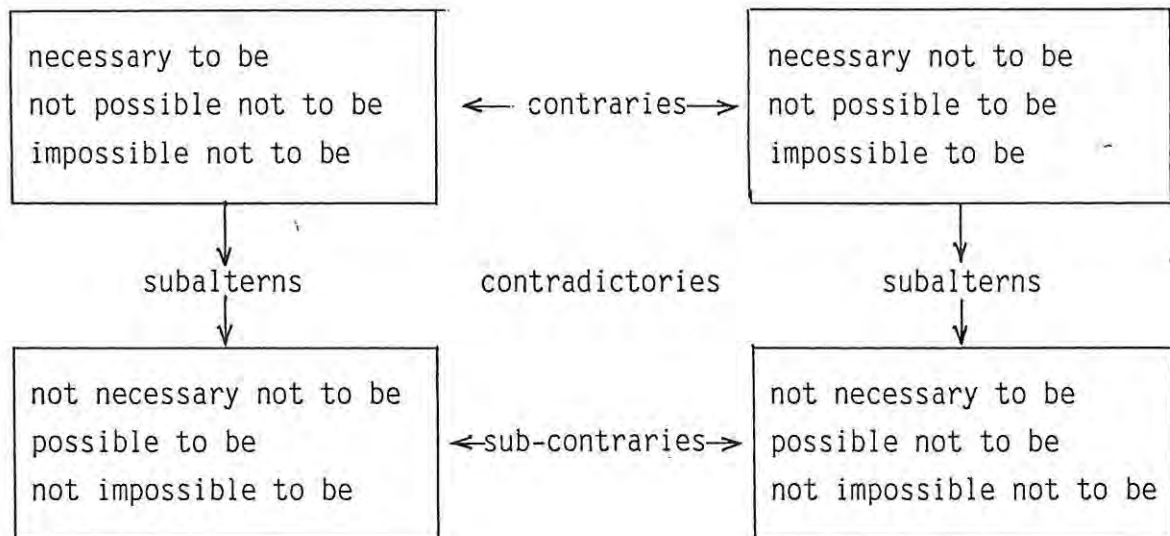 necessary to be
not possible not to be
impossible not to be
contraries
necessary not to be
not possible to be
impossible to be
subalterns
contradictories
subalterns
not necessary not to be
possible to be
not impossible to be
sub-contraries
not necessary to be
possible not to be
not impossible not to be